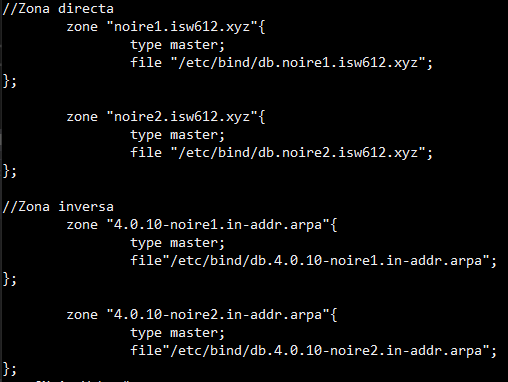 //Zona directa
zone "noire1.isw612.xyz"{
type master;
file "/etc/bind/db.noire1.isw612.xyz";
};
zone "noire2.isw612.xyz"{
type master;
file "/etc/bind/db.noire2.isw612.xyz";
};
//Zona inversa
zone "4.0.10-noire1.in-addr.arpa"{
type master;
file"/etc/bind/db.4.0.10-noire1.in-addr.arpa";
};
zone "4.0.10-noire2.in-addr.arpa"{
type master;
file"/etc/bind/db.4.0.10-noire2.in-addr.arpa";
};